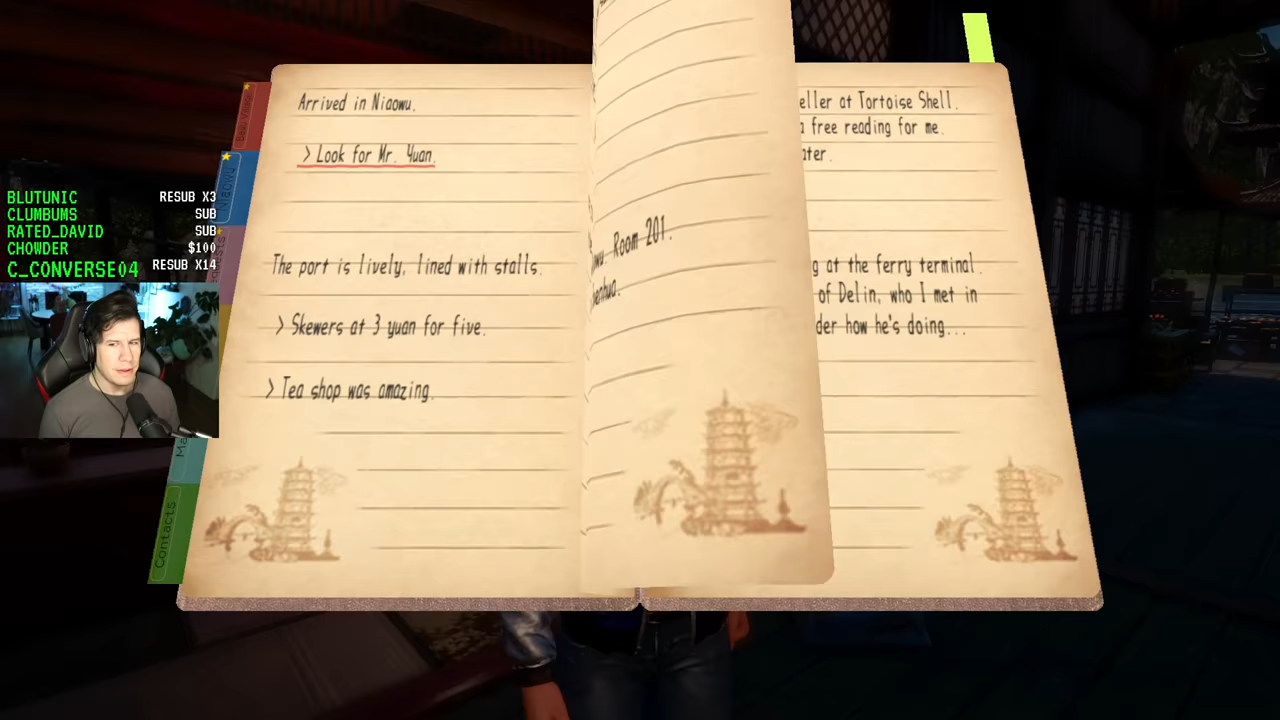 Arrived in Niaowu.
> Look for Mr. Yuan.
The port is lively, lined with stalls.
> Skewers at 3 yuan for five.
> Tea shop was amazing.
Room 201.
eller at Tortoise Shell.
free reading for me.
ater.
g at the ferry terminal.
of Delin, who I met in
der how he's doing...
Niaowu
Ma
Contacts
BLUTUNIC RESUB X3
CLUMBUMS SUB
RATED_DAVID SUB
CHOWDER $100
C_CONVERSE04 RESUB X14